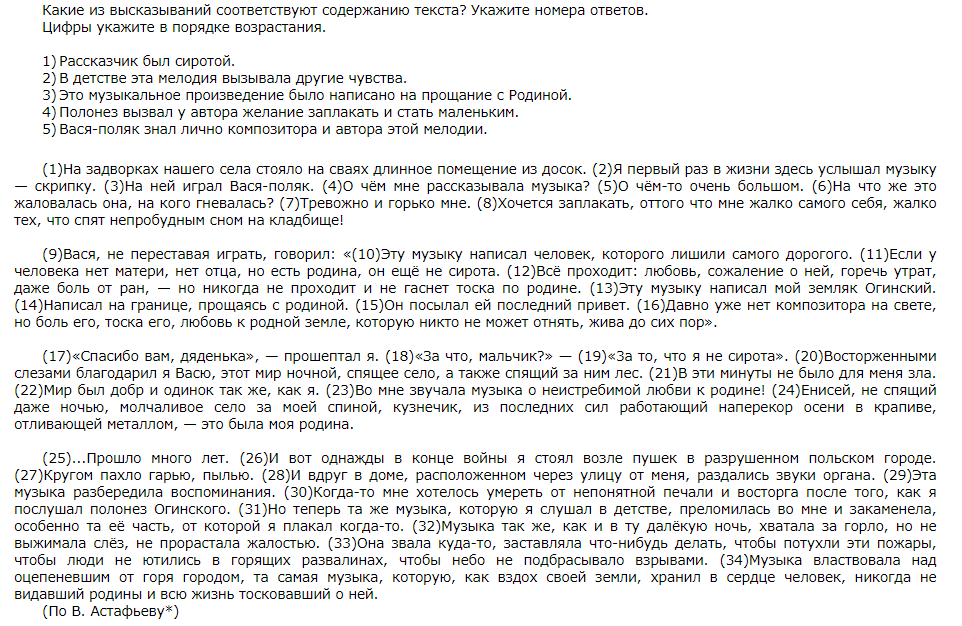 Какие из высказываний соответствуют содержанию текста? Укажите номера ответов.
Цифры укажите в порядке возрастания.
1) Рассказчик был сиротой.
2) В детстве эта мелодия вызывала другие чувства.
3) Это музыкальное произведение было написано на прощание с Родиной.
4) Полонез вызвал у автора желание заплакать и стать маленьким.
5) Вася-поляк знал лично композитора и автора этой мелодии.
(1)На задворках нашего села стояло на сваях длинное помещение из досок. (2)Я первый раз в жизни здесь услышал музыку
— скрипку. (3)На ней играл Вася-поляк. (4)О чём мне рассказывала музыка? (5)О чём-то очень большом. (6)На что же это
жаловалась она, на кого гневалась? (7)Тревожно и горько мне. (8)Хочется заплакать, оттого что мне жалко самого себя, жалко
тех, что спят непробудным сном на кладбище!
(9)Вася, не переставая играть, говорил: «(10)Эту музыку написал человек, которого лишили самого дорогого. (11)Если у
человека нет матери, нет отца, но есть родина, он ещё не сирота. (12)Всё проходит: любовь, сожаление о ней, горечь утрат,
даже боль от ран, — но никогда не проходит и не гаснет тоска по родине. (13)Эту музыку написал мой земляк Огинский.
(14)Написал на границе, прощаясь с родиной. (15)Он посылал ей последний привет. (16)Давно уже нет композитора на свете,
но боль его, тоска его, любовь к родной земле, которую никто не может отнять, жива до сих пор».
(17)«Спасибо вам, дяденька», — прошептал я. (18)«За что, мальчик?» — (19)«За то, что я не сирота». (20)Восторженными
слезами благодарил я Васю, этот мир ночной, спящее село, а также спящий за ним лес. (21)В эти минуты не было для меня зла.
(22)Мир был добр и одинок так же, как я. (23)Во мне звучала музыка о неистребимой любви к родине! (24)Енисей, не спящий
даже ночью, молчаливое село за моей спиной, кузнечик, из последних сил работающий наперекор осени в крапиве,
отливающей металлом, — это была моя родина.
(25)...Прошло много лет. (26)И вот однажды в конце войны я стоял возле пушек в разрушенном польском городе.
(27)Кругом пахло гарью, пылью. (28)И вдруг в доме, расположенном через улицу от меня, раздались звуки органа. (29)Эта
музыка разбередила воспоминания. (30)Когда-то мне хотелось умереть от непонятной печали и восторга после того, как я
послушал полонез Огинского. (31)Но теперь та же музыка, которую я слушал в детстве, преломилась во мне и закаменела,
особенно та её часть, от которой я плакал когда-то. (32)Музыка так же, как и в ту далёкую ночь, хватала за горло, но не
выжимала слёз, не прорастала жалостью. (33)Она звала куда-то, заставляла что-нибудь делать, чтобы потухли эти пожары,
чтобы люди не ютились в горящих развалинах, чтобы небо не подбрасывало взрывами. (34)Музыка властвовала над
оцепеневшим от горя городом, та самая музыка, которую, как вздох своей земли, хранил в сердце человек, никогда не
видавший родины и всю жизнь тосковавший о ней.
(По В. Астафьеву*)